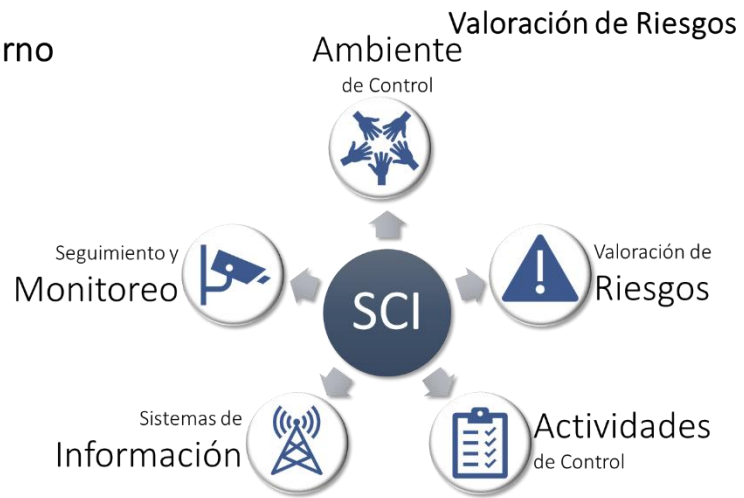 Valoración de Riesgos
rno
Ambiente
de Control
Seguimiento y
Monitoreo
Valoración de
Riesgos
SCI
Sistemas de
Información
Actividades
de Control